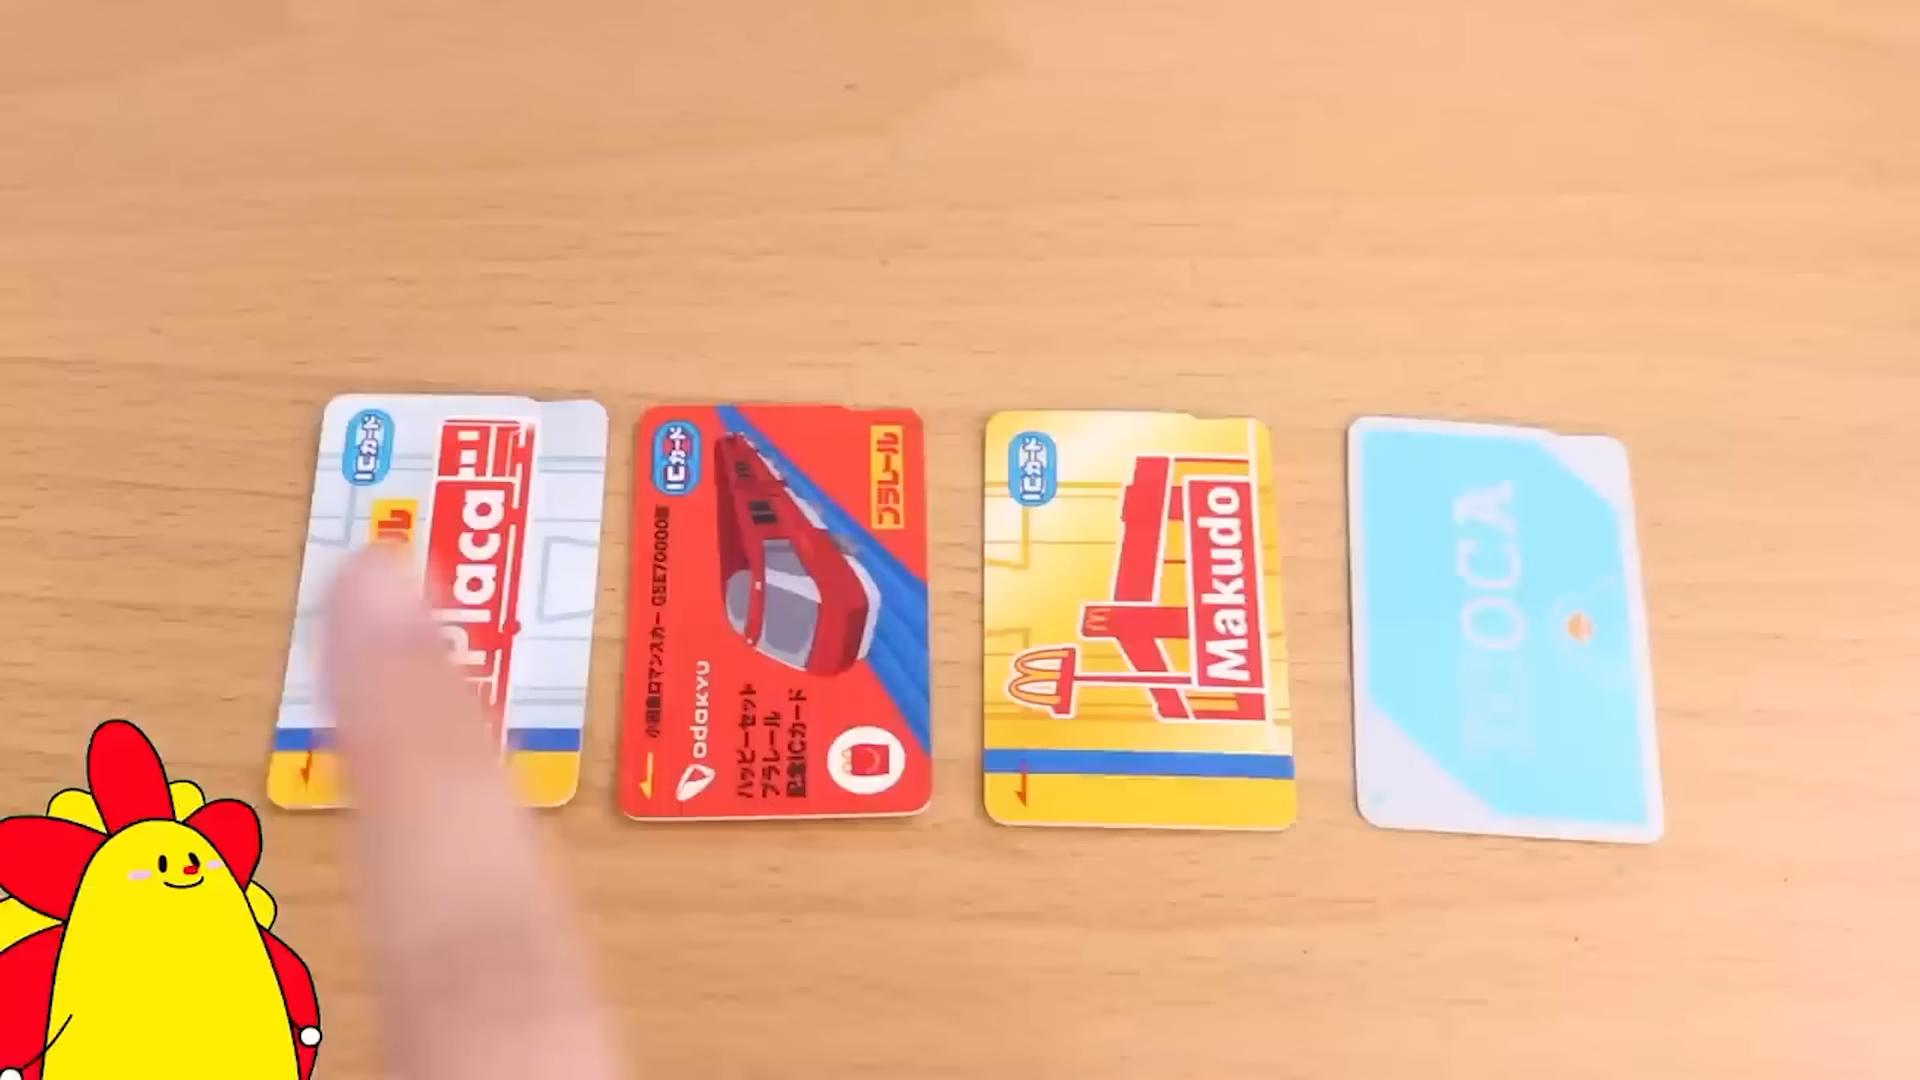 ICカード
ル
Placa
ICカード
プラレール
小田急ロマンスカー GSE70000形
ODAKYU
ハッピーセット
プラレール
記念ICカード
ICカード
Makudo